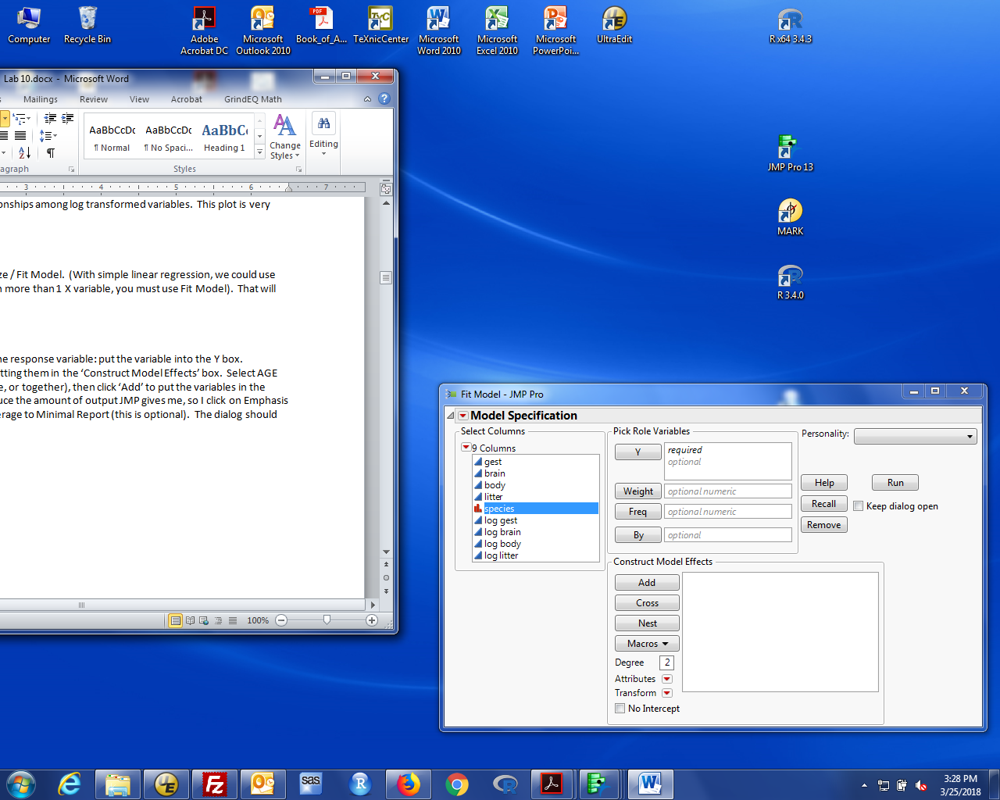 Computer
Recycle Bin
Adobe
Acrobat DC
Microsoft
Outlook 2010
Book_of_A...
TeXnicCenter
Microsoft
Word 2010
Microsoft
Excel 2010
Microsoft
PowerPoi...
UltraEdit
R x64 3.4.3
JMP Pro 13
MARK
R 3.4.0
Lab 10.docx - Microsoft Word
s Mailings Review View Acrobat GrindEQ Math
AaBbCcDc AaBbCcDc AaBbC
¶ Normal ¶ No Spaci... Heading 1
Change
Styles
Editing
agraph
Styles
3 4 5 6 7
onships among log transformed variables. This plot is very
ze / Fit Model. (With simple linear regression, we could use
n more than 1 X variable, you must use Fit Model). That will
he response variable: put the variable into the Y box.
tting them in the ‘Construct Model Effects’ box. Select AGE
e, or together), then click ‘Add’ to put the variables in the
uce the amount of output JMP gives me, so I click on Emphasis
erage to Minimal Report (this is optional). The dialog should
100%
Fit Model - JMP Pro
Model Specification
Select Columns
9 Columns
gest
brain
body
litter
species
log gest
log brain
log body
log litter
Pick Role Variables
Y
required
optional
Weight
optional numeric
Freq
optional numeric
By
optional
Personality:
Help
Run
Recall
Keep dialog open
Remove
Construct Model Effects
Add
Cross
Nest
Macros
Degree 2
Attributes
Transform
No Intercept
3:28 PM
3/25/2018